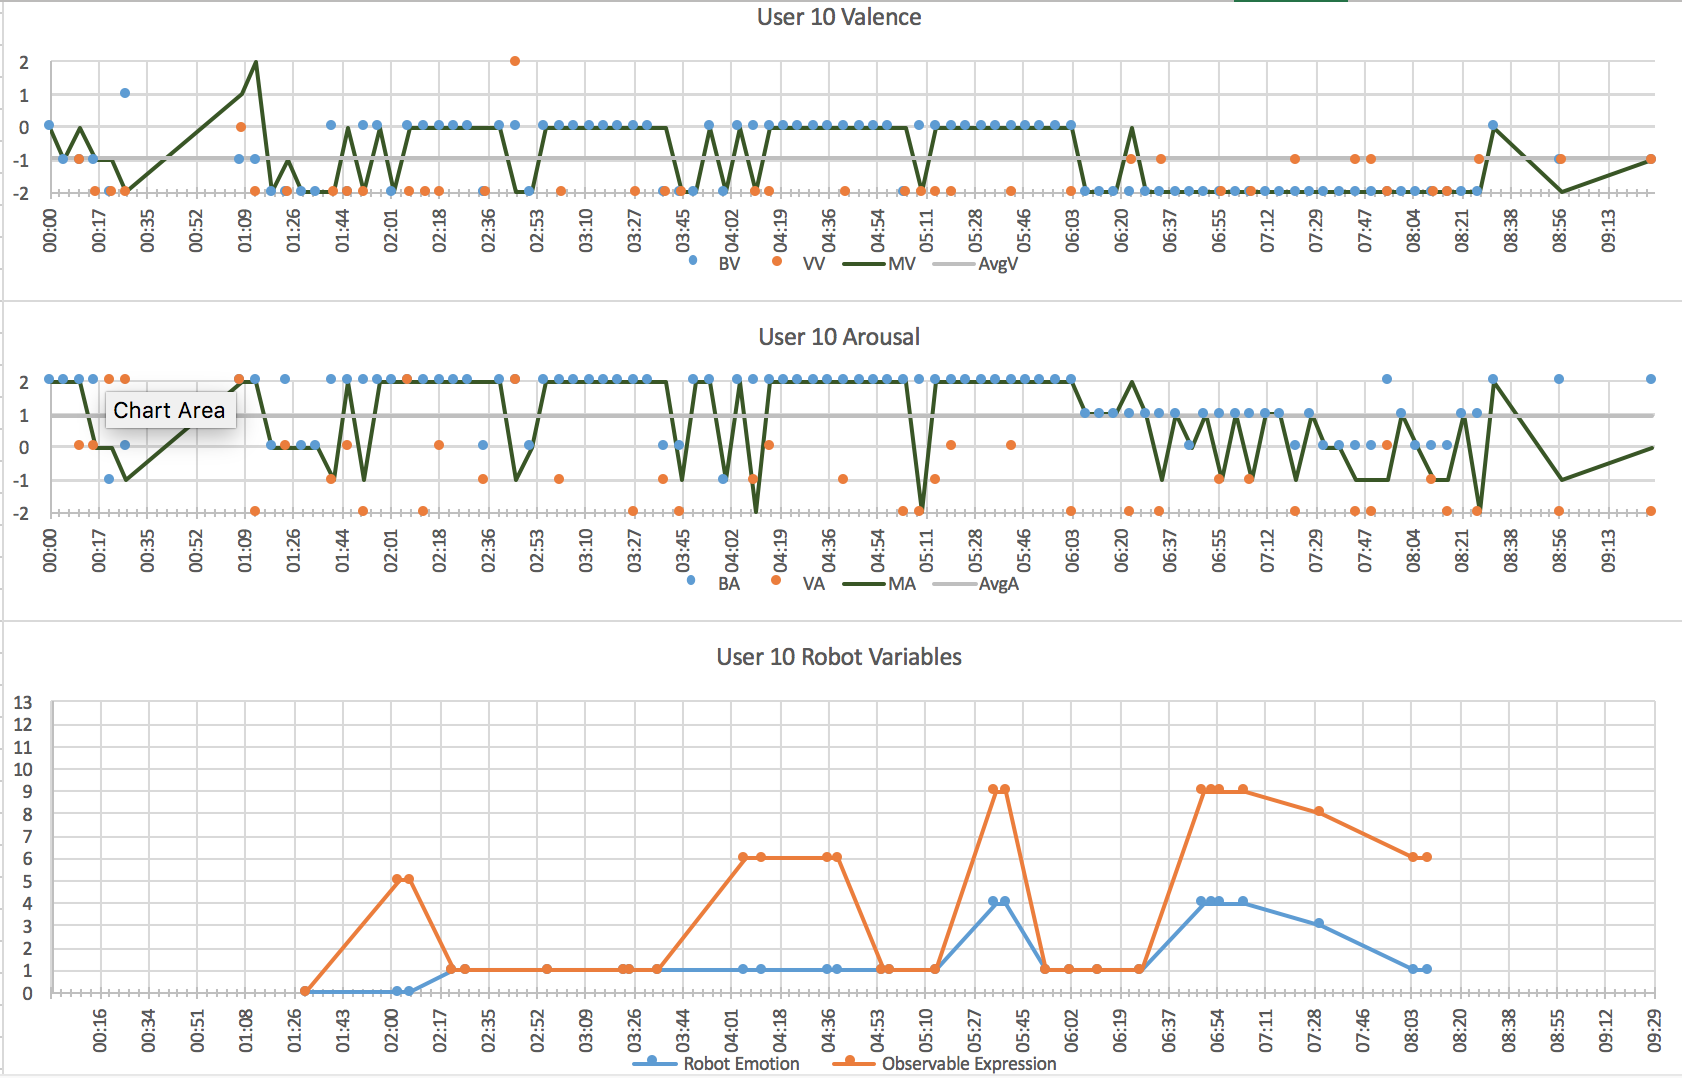 User 10 Valence
2
1
0
-1
-2
00:00 00:17 00:35 00:52 01:09 01:26 01:44 02:01 02:18 02:36 02:53 03:10 03:27 03:45 04:02 04:19 04:36 04:54 05:11 05:28 05:46 06:03 06:20 06:37 06:55 07:12 07:29 07:47 08:04 08:21 08:38 08:56 09:13
BV VV MV AvgV
User 10 Arousal
2
1
Chart Area
0
-1
-2
00:00 00:17 00:35 00:52 01:09 01:26 01:44 02:01 02:18 02:36 02:53 03:10 03:27 03:45 04:02 04:19 04:36 04:54 05:11 05:28 05:46 06:03 06:20 06:37 06:55 07:12 07:29 07:47 08:04 08:21 08:38 08:56 09:13
BA VA MA AvgA
User 10 Robot Variables
13
12
11
10
9
8
7
6
5
4
3
2
1
0
00:16 00:34 00:51 01:08 01:26 01:43 02:00 02:17 02:35 02:52 03:09 03:26 03:44 04:01 04:18 04:36 04:53 05:10 05:27 05:45 06:02 06:19 06:37 06:54 07:11 07:28 07:46 08:03 08:20 08:38 08:55 09:12 09:29
Robot Emotion Observable Expression